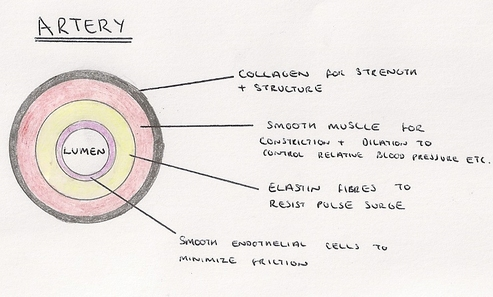 ARTERY
COLLAGEN FOR STRENGTH
+ STRUCTURE
SMOOTH MUSCLE FOR
CONSTRICTION + DILATION TO
CONTROL RELATIVE BLOOD PRESSURE ETC.
LUMEN
ELASTIN FIBRES TO
RESIST PULSE SURGE
SMOOTH ENDOTHELIAL CELLS TO
MINIMIZE FRICTION